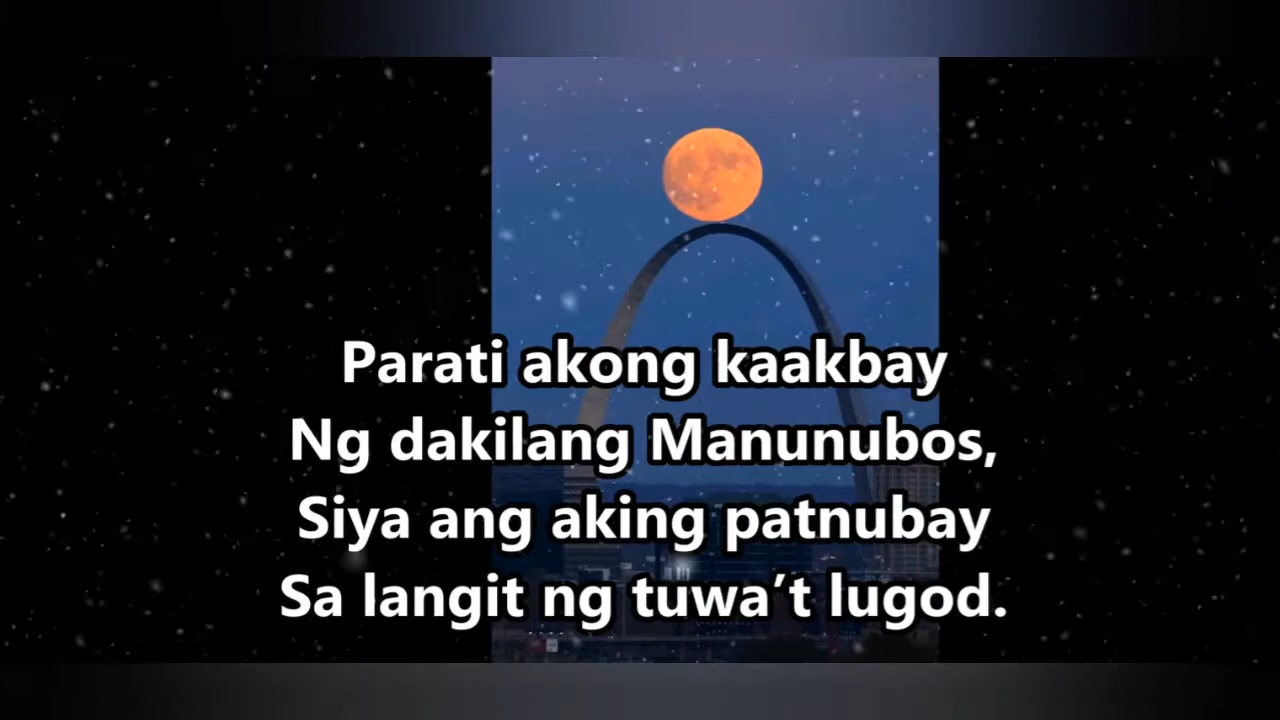 Parati akong kaakbay
Ng dakilang Manunubos,
Siya ang aking patnubay
Sa langit ng tuwa’t lugod.